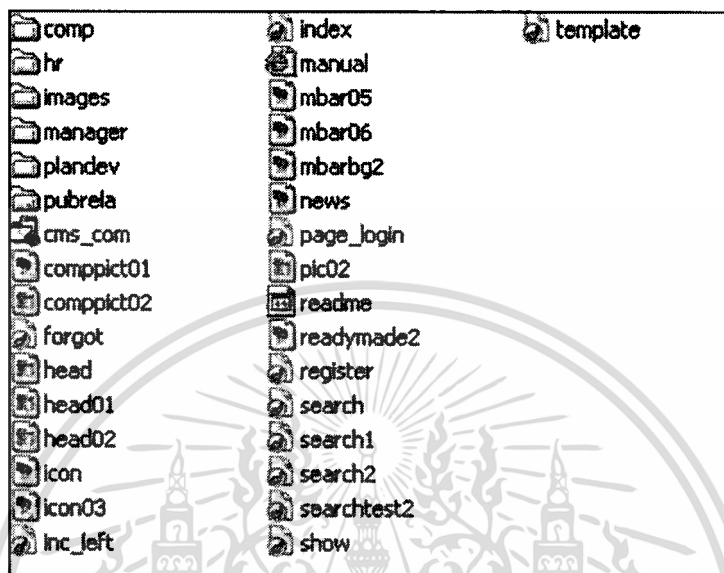 comp
hr
images
manager
plandev
pubrela
cms_com
comppict01
comppict02
forgot
head
head01
head02
icon
icon03
inc_left
index
manual
mbar05
mbar06
mbarbg2
news
page_login
pic02
readme
readymade2
register
search
search1
search2
searchtest2
show
template